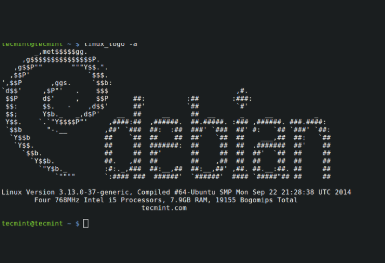 tecmint@tecmint ~ $ linux_logo -a
debian
Linux Version 3.13.0-37-generic, Compiled #64-Ubuntu SMP Mon Sep 22 21:28:38 UTC 2014
Four 768MHz Intel i5 Processors, 7.9GB RAM, 19155 Bogomips Total
tecmint.com
tecmint@tecmint ~ $